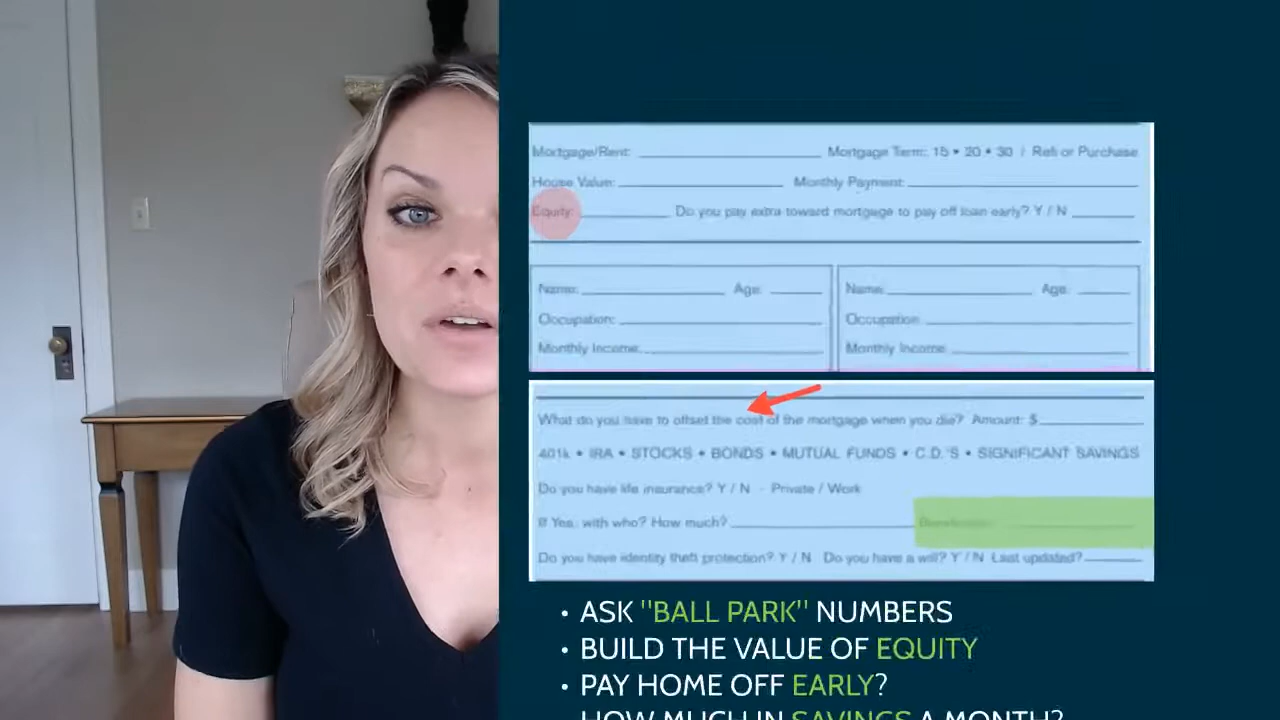 Mortgage/Rent: Mortgage Term: 15 • 20 • 30 / Refi or Purchase
House Value: Monthly Payment:
Equity: Do you pay extra toward mortgage to pay off loan early? Y / N
Name: Age: Name: Age:
Occupation: Occupation:
Monthly Income: Monthly Income:
What do you have to offset the cost of the mortgage when you die? Amount: $
401k • IRA • STOCKS • BONDS • MUTUAL FUNDS • C.D.'S • SIGNIFICANT SAVINGS
Do you have life insurance? Y / N - Private / Work
If Yes, with who? How much?
Do you have identity theft protection? Y / N Do you have a will? Y / N Last updated?
• ASK "BALL PARK" NUMBERS
• BUILD THE VALUE OF EQUITY
• PAY HOME OFF EARLY?
HOW MUCH IN SAVINGS A MONTH?